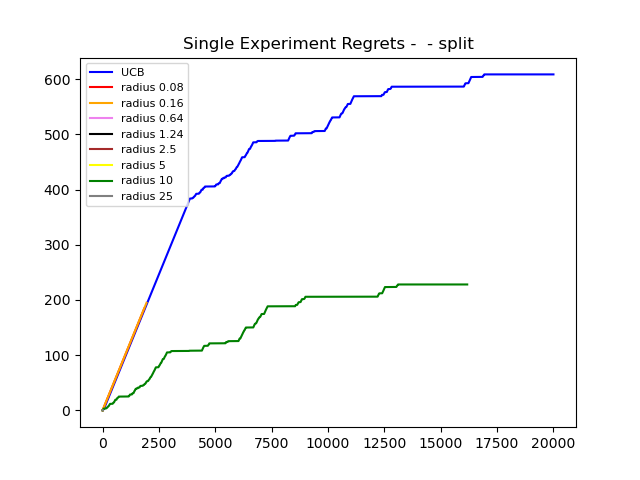 Single Experiment Regrets -  - split
600
500
400
300
200
100
0
UCB
radius 0.08
radius 0.16
radius 0.64
radius 1.24
radius 2.5
radius 5
radius 10
radius 25
0 2500 5000 7500 10000 12500 15000 17500 20000